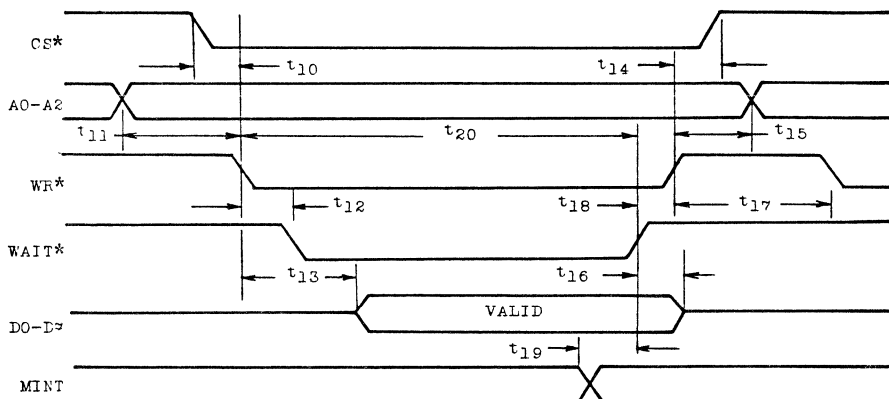 CS*
t10
t14
A0-A2
t11
t20
t15
WR*
t12
t18
t17
WAIT*
t13
t16
VALID
t19
MINT